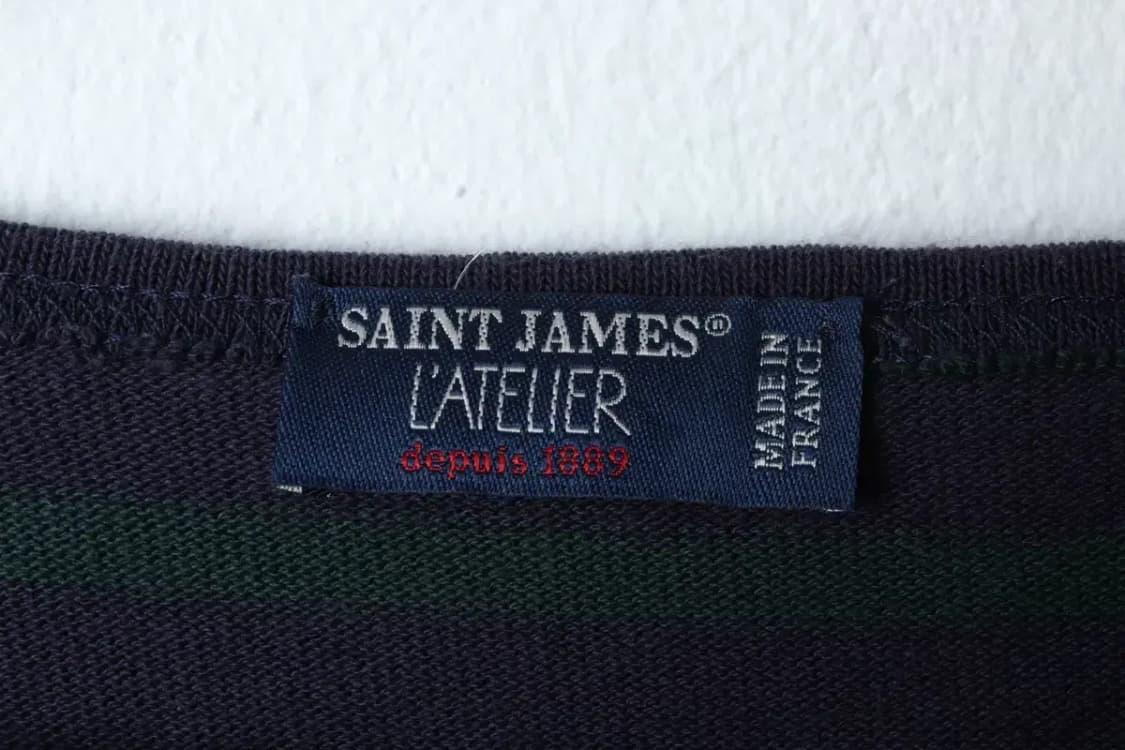 SAINT JAMES®
L'ATELIER
depuis 1889
MADE IN
FRANCE